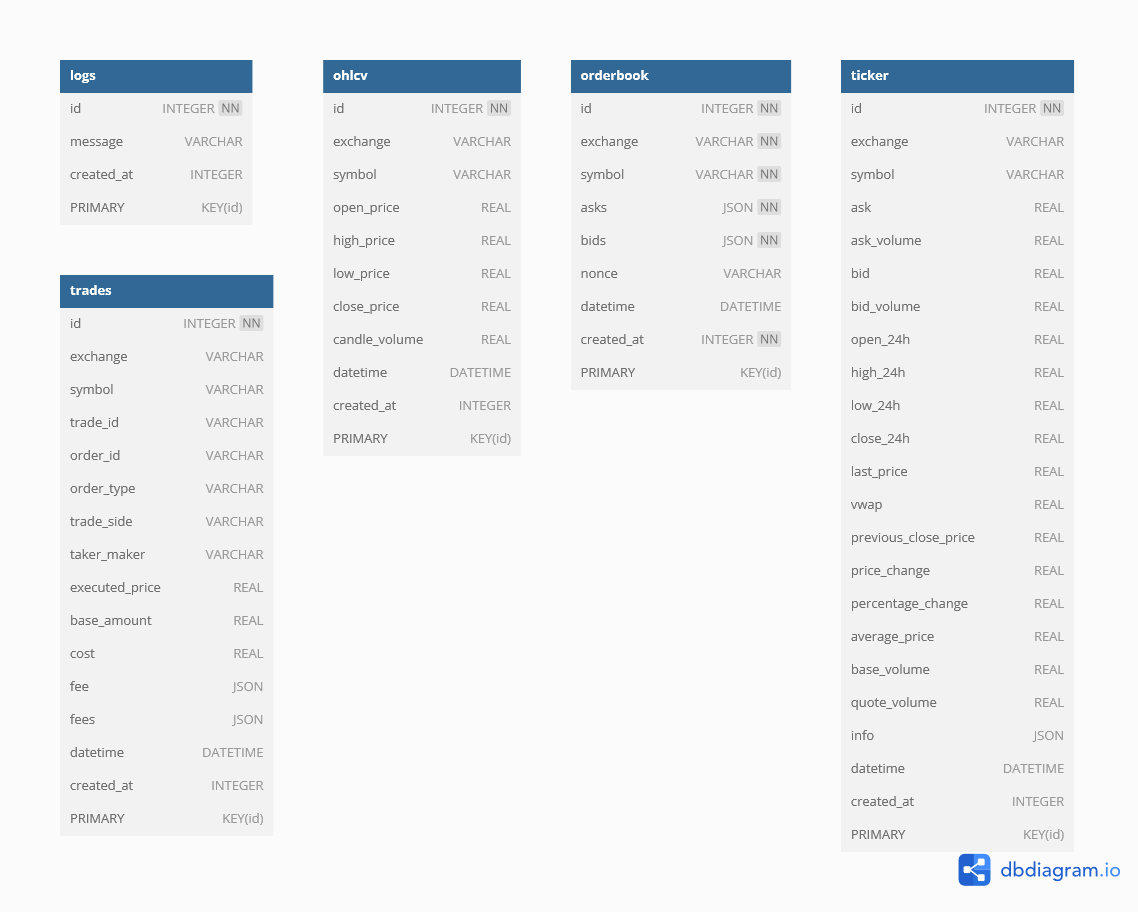 logs
id INTEGER NN
message VARCHAR
created_at INTEGER
PRIMARY KEY(id)
trades
id INTEGER NN
exchange VARCHAR
symbol VARCHAR
trade_id VARCHAR
order_id VARCHAR
order_type VARCHAR
trade_side VARCHAR
taker_maker VARCHAR
executed_price REAL
base_amount REAL
cost REAL
fee JSON
fees JSON
datetime DATETIME
created_at INTEGER
PRIMARY KEY(id)
ohlcv
id INTEGER NN
exchange VARCHAR
symbol VARCHAR
open_price REAL
high_price REAL
low_price REAL
close_price REAL
candle_volume REAL
datetime DATETIME
created_at INTEGER
PRIMARY KEY(id)
orderbook
id INTEGER NN
exchange VARCHAR NN
symbol VARCHAR NN
asks JSON NN
bids JSON NN
nonce VARCHAR
datetime DATETIME
created_at INTEGER NN
PRIMARY KEY(id)
ticker
id INTEGER NN
exchange VARCHAR
symbol VARCHAR
ask REAL
ask_volume REAL
bid REAL
bid_volume REAL
open_24h REAL
high_24h REAL
low_24h REAL
close_24h REAL
last_price REAL
vwap REAL
previous_close_price REAL
price_change REAL
percentage_change REAL
average_price REAL
base_volume REAL
quote_volume REAL
info JSON
datetime DATETIME
created_at INTEGER
PRIMARY KEY(id)
dbdiagram.io